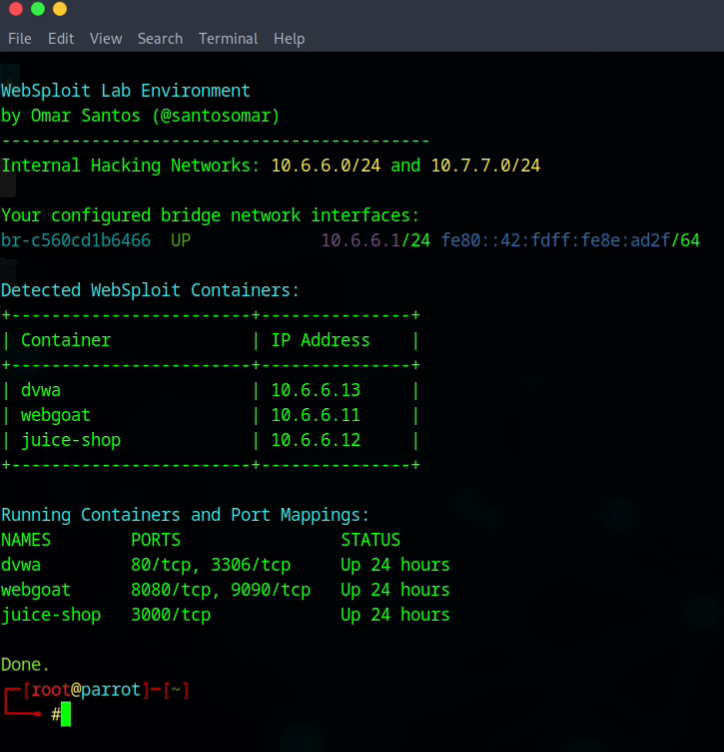 File Edit View Search Terminal Help
WebSploit Lab Environment
by Omar Santos (@santosomar)
-------------------------------------------
Internal Hacking Networks: 10.6.6.0/24 and 10.7.7.0/24
Your configured bridge network interfaces:
br-c560cd1b6466  UP             10.6.6.1/24 fe80::42:fdff:fe8e:ad2f/64
Detected WebSploit Containers:
+------------------------+---------------+
| Container              | IP Address    |
+------------------------+---------------+
| dvwa                   | 10.6.6.13     |
| webgoat                | 10.6.6.11     |
| juice-shop             | 10.6.6.12     |
+------------------------+---------------+
Running Containers and Port Mappings:
NAMES        PORTS                STATUS
dvwa         80/tcp, 3306/tcp     Up 24 hours
webgoat      8080/tcp, 9090/tcp   Up 24 hours
juice-shop   3000/tcp             Up 24 hours
Done.
┌─[root@parrot]─[~]
└──╼ #